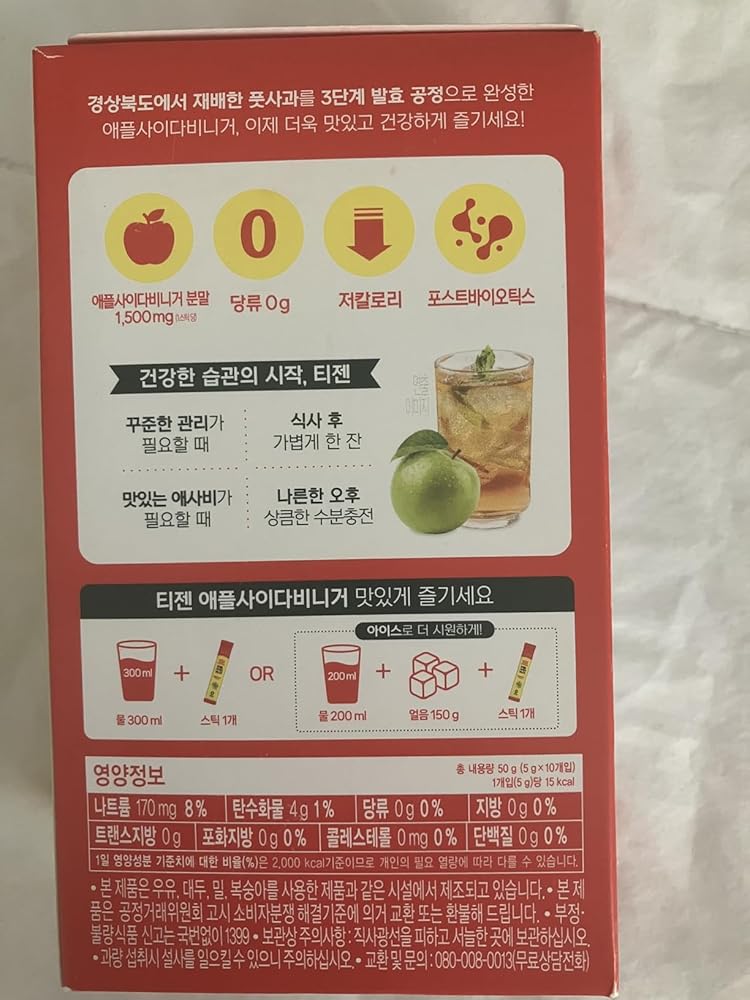 경상북도에서 재배한 풋사과를 3단계 발효 공정으로 완성한
애플사이다비니거, 이제 더욱 맛있고 건강하게 즐기세요!
애플사이다비니거 분말
1,500mg (1스틱당)
0
당류 0g
저칼로리
포스트바이오틱스
건강한 습관의 시작, 티젠
꾸준한 관리가
필요할 때
식사 후
가볍게 한 잔
맛있는 애사비가
필요할 때
나른한 오후
상큼한 수분충전
티젠 애플사이다비니거 맛있게 즐기세요
아이스로 더 시원하게!
300ml
+
OR
200ml
+
+
물 300ml
스틱 1개
물 200ml
얼음 150g
스틱 1개
영양정보
총 내용량 50g (5g×10개입)
1개입(5g)당 15 kcal
나트륨 170mg 8% 탄수화물 4g 1% 당류 0g 0% 지방 0g 0%
트랜스지방 0g 포화지방 0g 0% 콜레스테롤 0mg 0% 단백질 0g 0%
1일 영양성분 기준치에 대한 비율(%)은 2,000 kcal기준이므로 개인의 필요 열량에 따라 다를 수 있습니다.
• 본 제품은 우유, 대두, 밀, 복숭아를 사용한 제품과 같은 시설에서 제조되고 있습니다. • 본 제
품은 공정거래위원회 고시 소비자분쟁 해결기준에 의거 교환 또는 환불해 드립니다. • 부정·
불량식품 신고는 국번없이 1399 • 보관상 주의사항 : 직사광선을 피하고 서늘한 곳에 보관하십시오.
• 과량 섭취시 설사를 일으킬 수 있으니 주의하십시오. • 교환 및 문의 : 080-008-0013(무료상담전화)